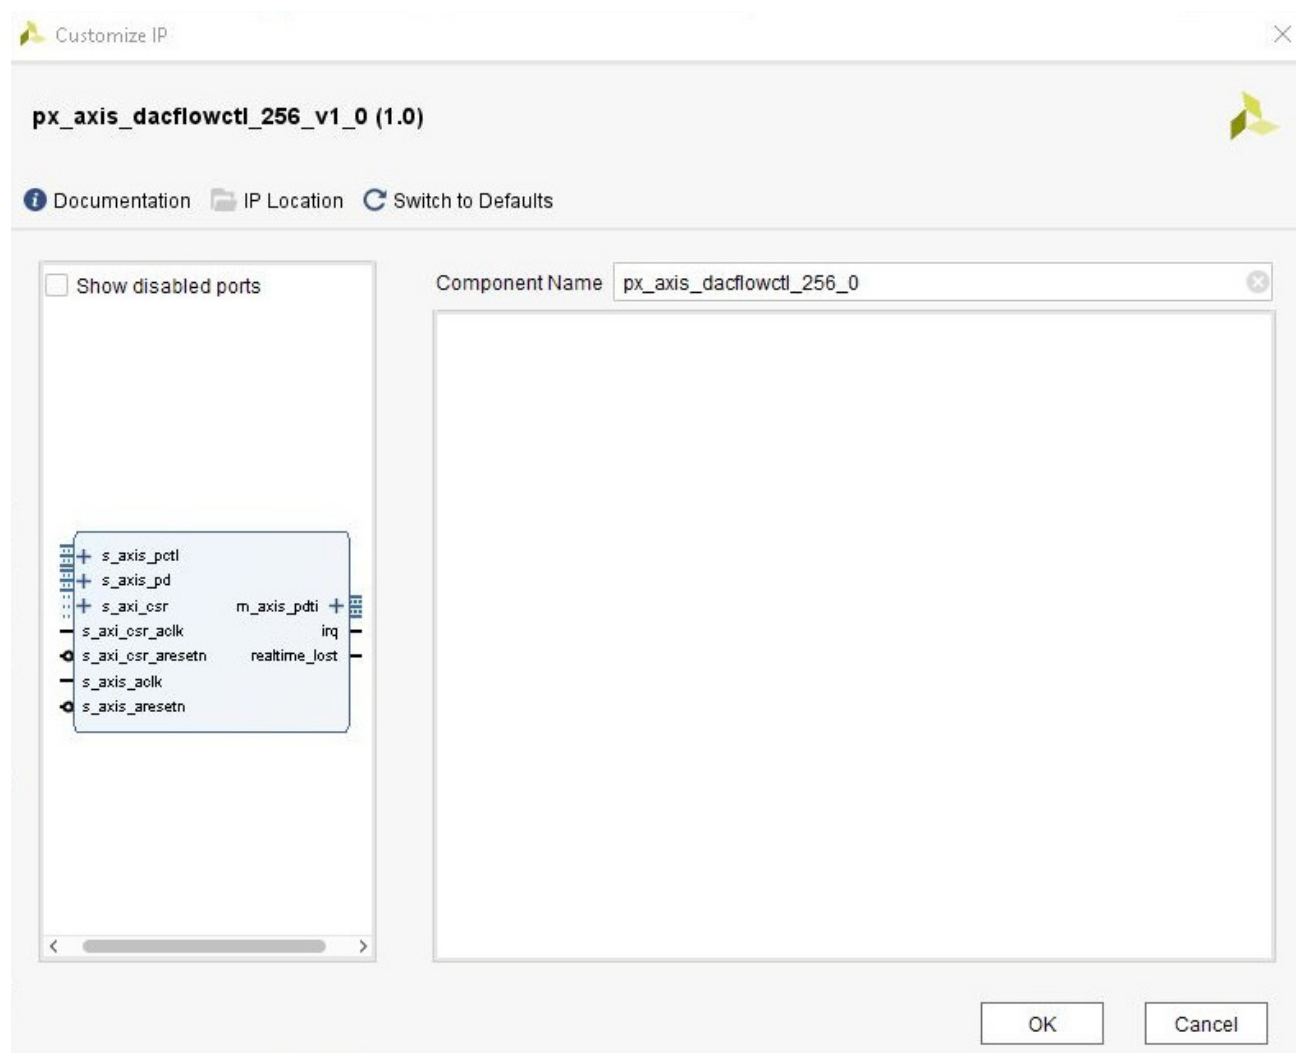 Customize IP
px_axis_dacflowctl_256_v1_0 (1.0)
Documentation IP Location Switch to Defaults
Show disabled ports
Component Name px_axis_dacflowctl_256_0
s_axis_pctl
s_axis_pd
s_axi_csr m_axis_pdti
s_axi_csr_aclk irq
s_axi_csr_aresetn realtime_lost
s_axis_aclk
s_axis_aresetn
OK Cancel